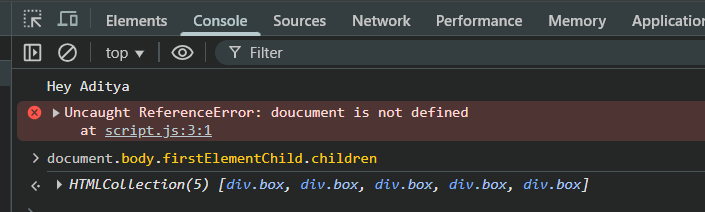 Elements Console Sources Network Performance Memory Application
top ▼ Filter
Hey Aditya
Uncaught ReferenceError: doucument is not defined
at script.js:3:1
> document.body.firstElementChild.children
HTMLCollection(5) [div.box, div.box, div.box, div.box, div.box]